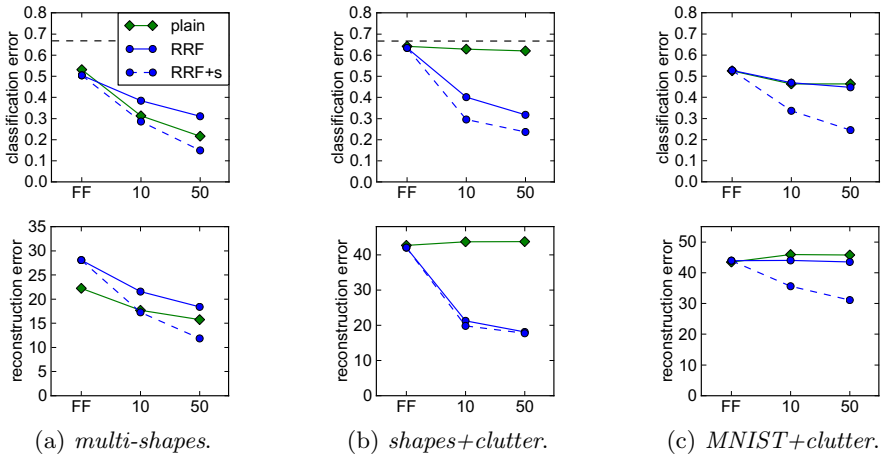 0.8
0.7
0.6
0.5
0.4
0.3
0.2
0.1
0.0
classification error
FF 10 50
plain
RRF
RRF+s
0.8
0.7
0.6
0.5
0.4
0.3
0.2
0.1
0.0
classification error
FF 10 50
0.8
0.7
0.6
0.5
0.4
0.3
0.2
0.1
0.0
classification error
FF 10 50
35
30
25
20
15
10
5
0
reconstruction error
FF 10 50
40
30
20
10
0
reconstruction error
FF 10 50
50
40
30
20
10
0
reconstruction error
FF 10 50
(a) multi-shapes.
(b) shapes+clutter.
(c) MNIST+clutter.